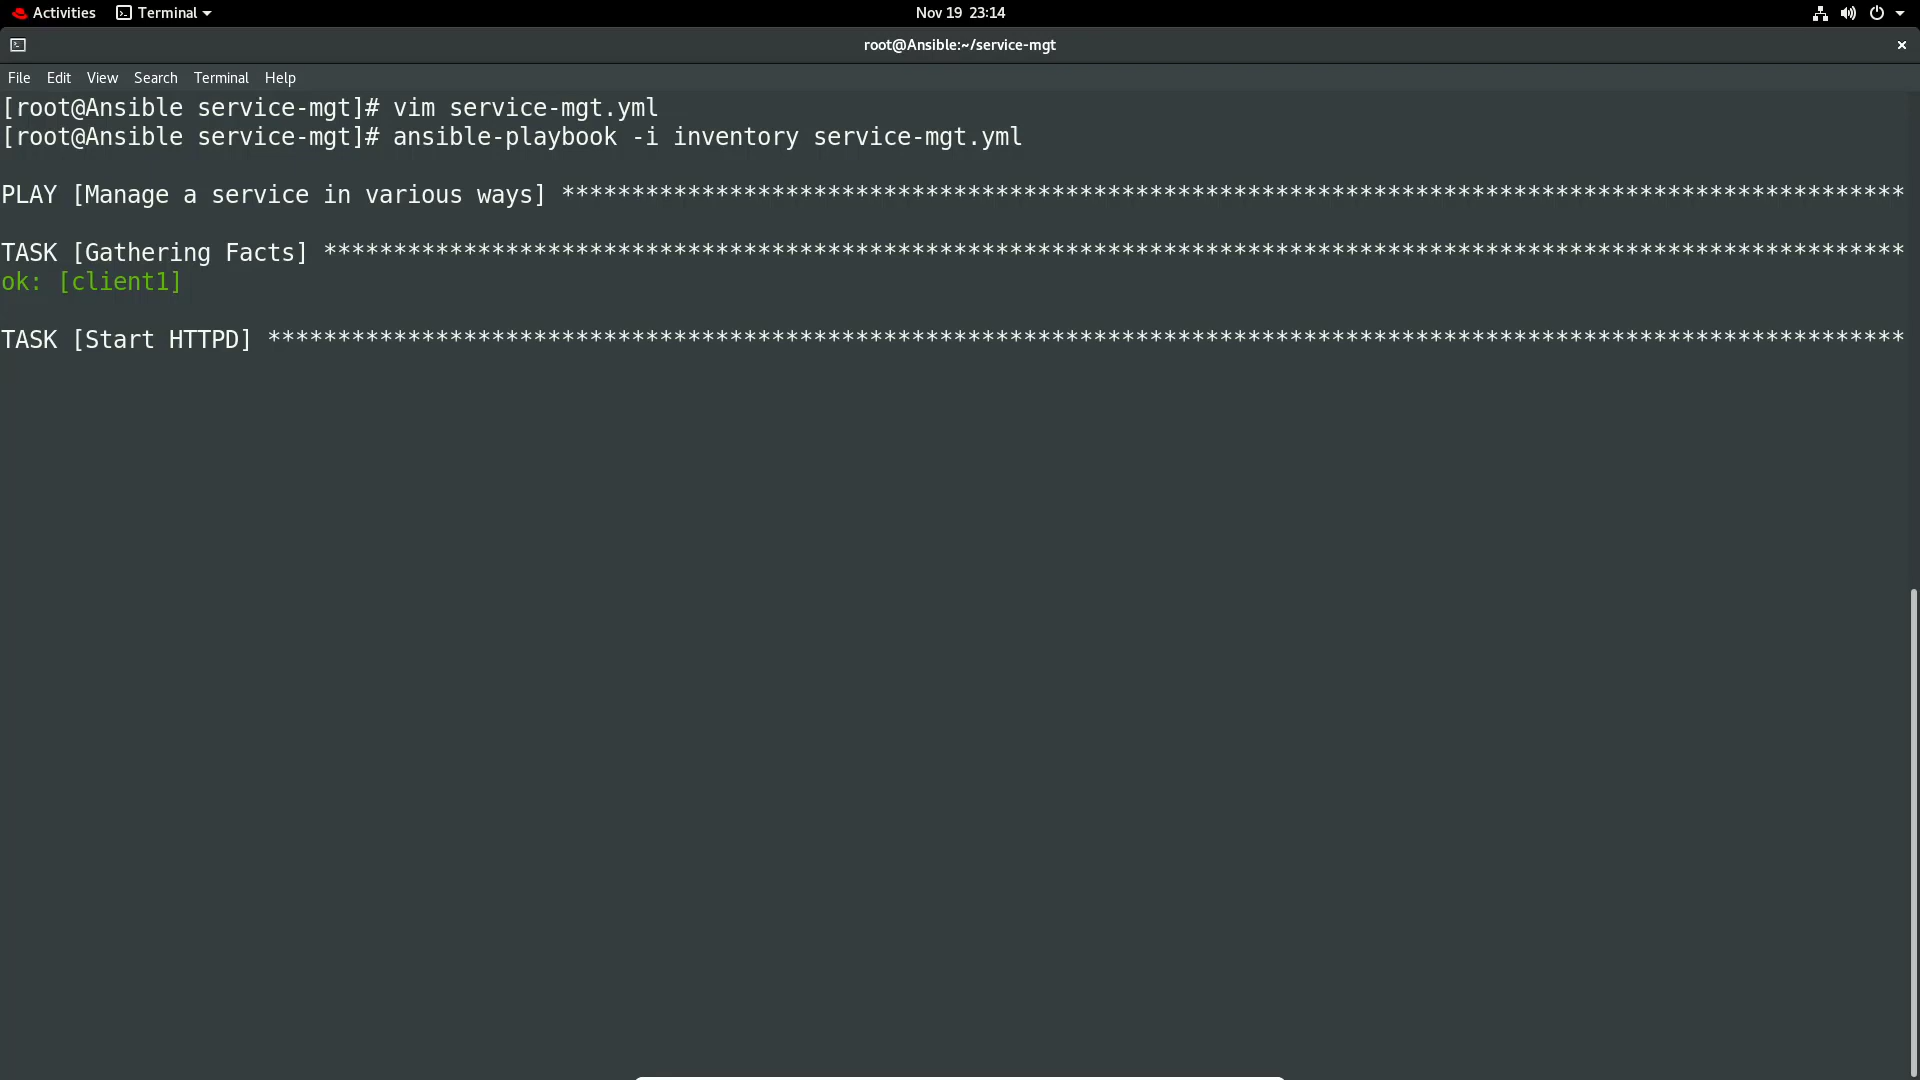 Activities Terminal Nov 19 23:14
root@Ansible:~/service-mgt ×
File Edit View Search Terminal Help
[root@Ansible service-mgt]# vim service-mgt.yml
[root@Ansible service-mgt]# ansible-playbook -i inventory service-mgt.yml
PLAY [Manage a service in various ways] ************************************************************************************************
TASK [Gathering Facts] *****************************************************************************************************************
ok: [client1]
TASK [Start HTTPD] *********************************************************************************************************************